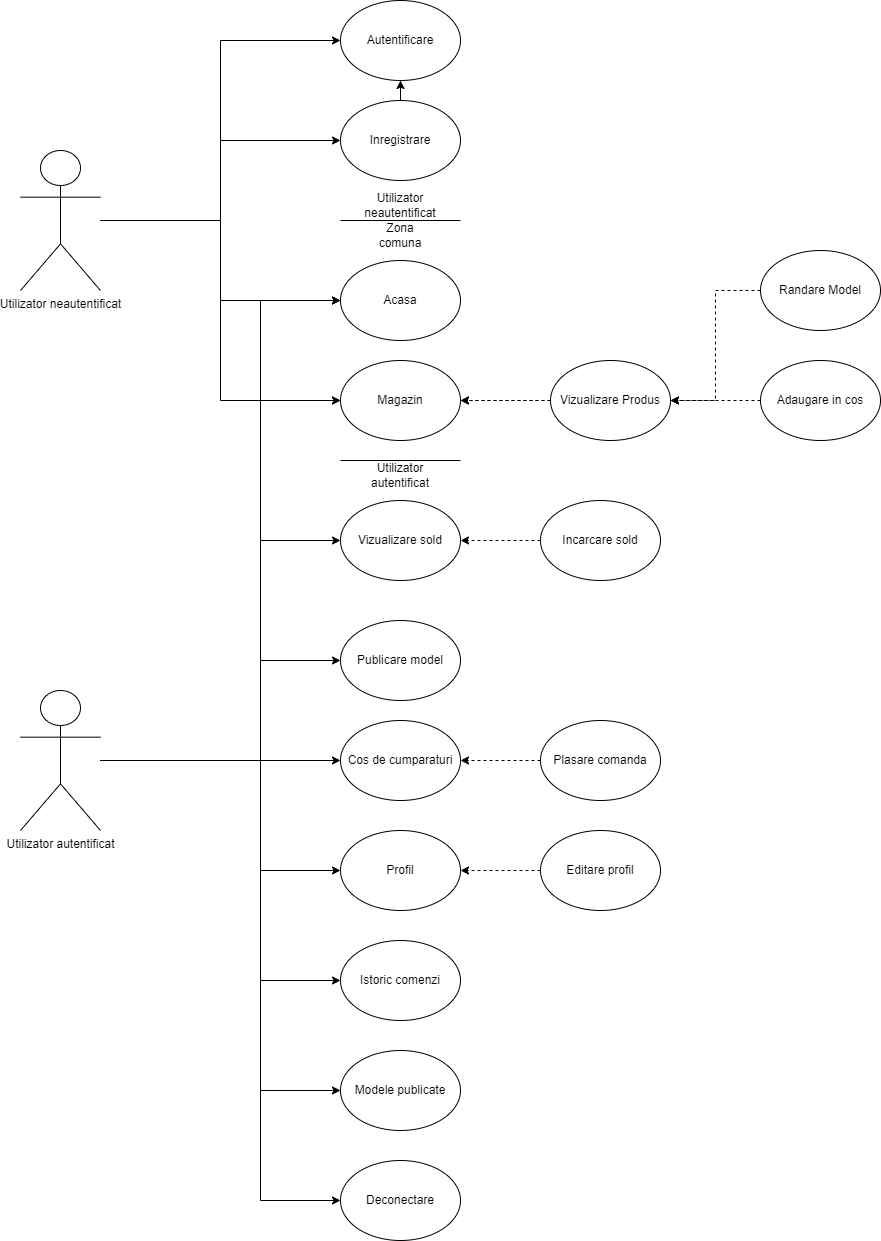 Autentificare
Inregistrare
Utilizator
neautentificat
Zona
comuna
Utilizator neautentificat
Acasa
Randare Model
Magazin
Vizualizare Produs
Adaugare in cos
Utilizator
autentificat
Vizualizare sold
Incarcare sold
Publicare model
Cos de cumparaturi
Plasare comanda
Utilizator autentificat
Profil
Editare profil
Istoric comenzi
Modele publicate
Deconectare